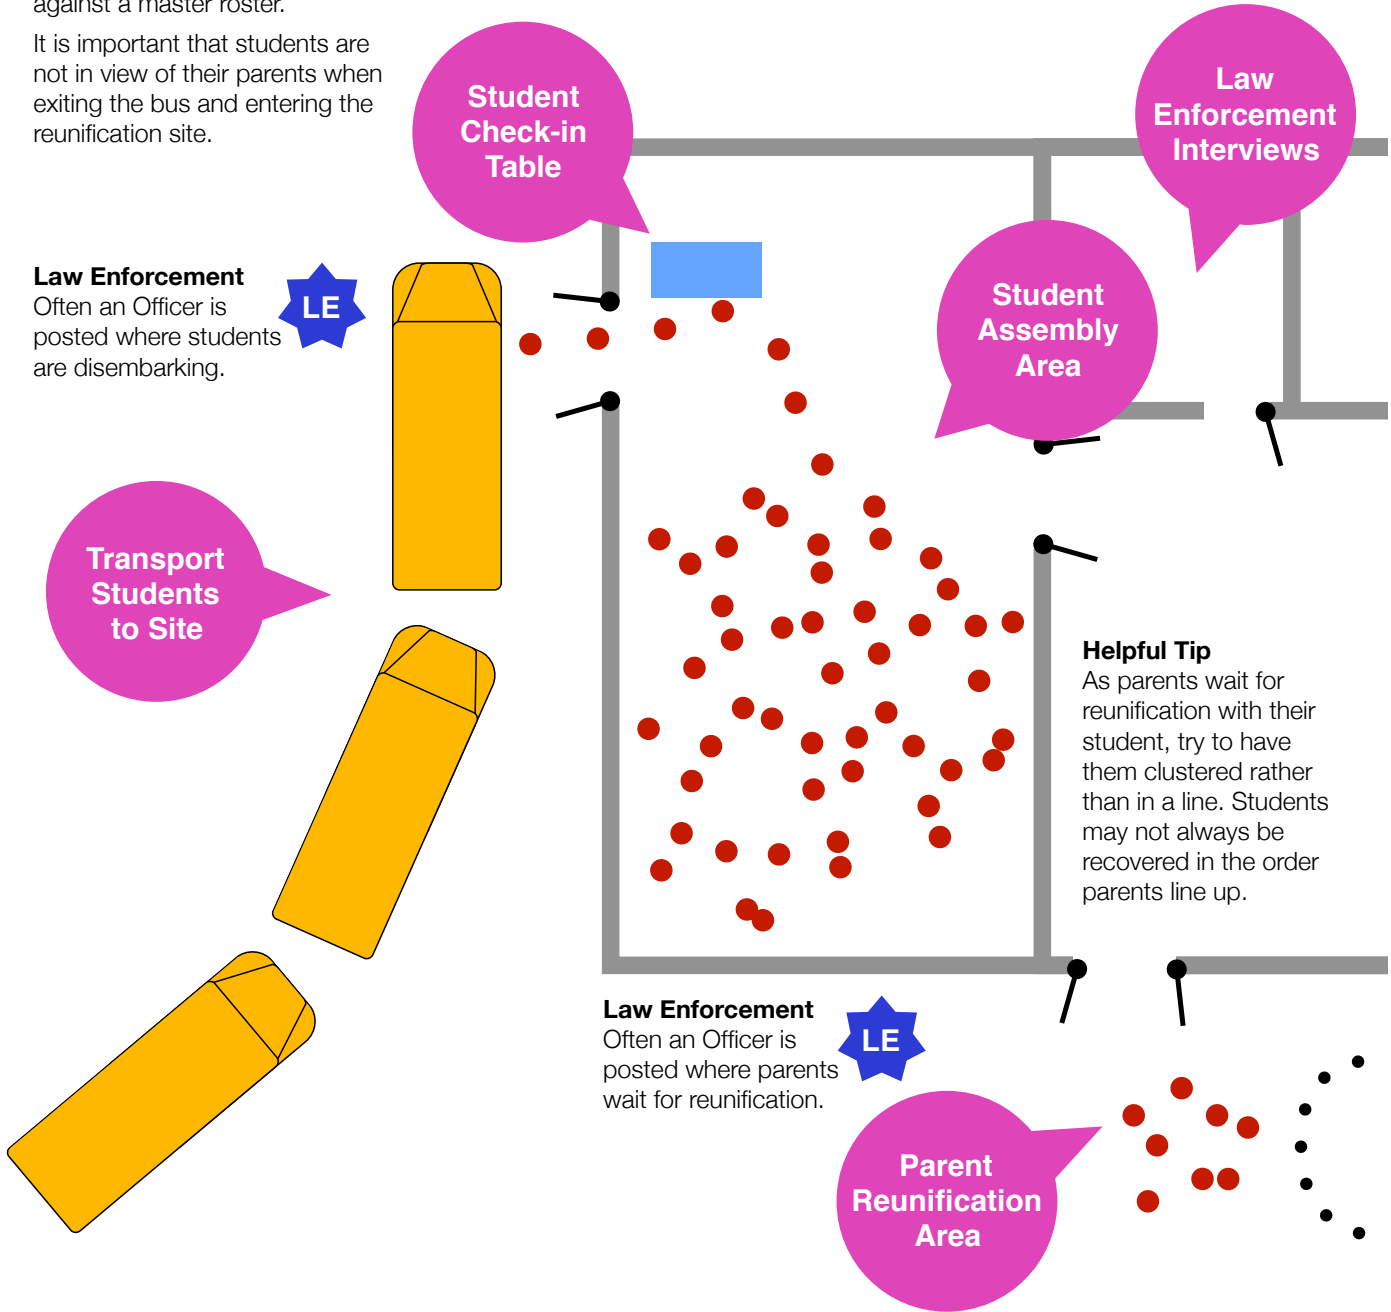 against a master roster.
It is important that students are
not in view of their parents when
exiting the bus and entering the
reunification site.
Student
Check-in
Table
Law
Enforcement
Interviews
Law Enforcement
Often an Officer is
posted where students
are disembarking.
LE
Student
Assembly
Area
Transport
Students
to Site
Helpful Tip
As parents wait for
reunification with their
student, try to have
them clustered rather
than in a line. Students
may not always be
recovered in the order
parents line up.
Law Enforcement
Often an Officer is
posted where parents
wait for reunification.
LE
Parent
Reunification
Area